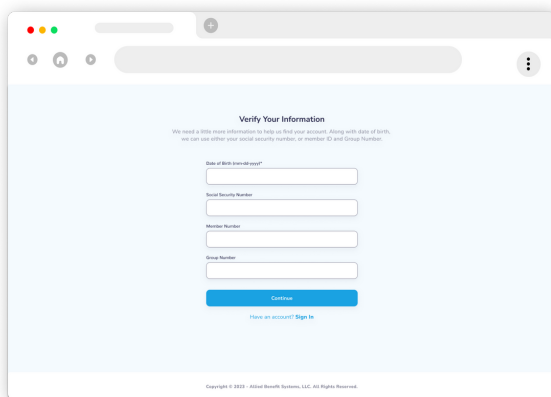 Verify Your Information
We need a little more information to help us find your account. Along with date of birth,
we can use either your social security number, or member ID and Group Number.
Date of Birth (mm-dd-yyyy)*
Social Security Number
Member Number
Group Number
Continue
Have an account? Sign In
Copyright © 2023 - Allied Benefit Systems, LLC. All Rights Reserved.